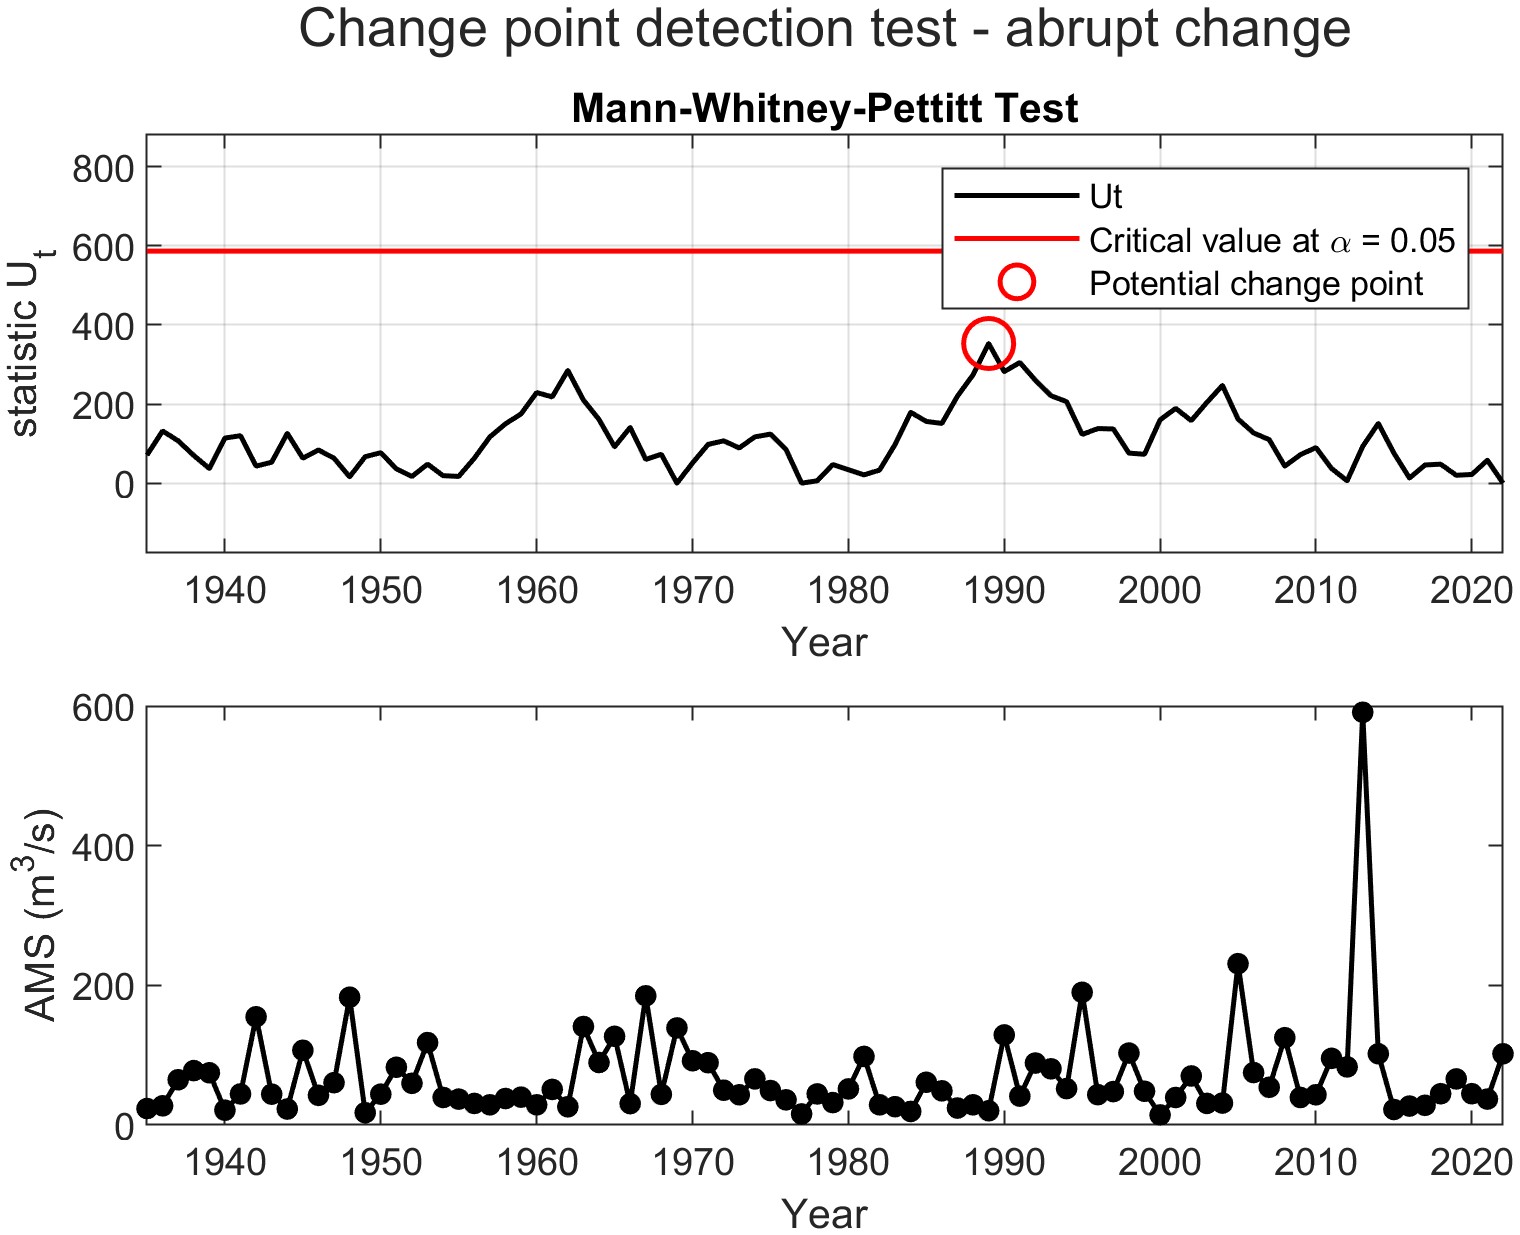 Change point detection test - abrupt change
Mann-Whitney-Pettitt Test
800
600
400
200
0
statistic U_t
Ut
Critical value at α = 0.05
Potential change point
1940 1950 1960 1970 1980 1990 2000 2010 2020
Year
600
400
200
0
AMS (m³/s)
1940 1950 1960 1970 1980 1990 2000 2010 2020
Year